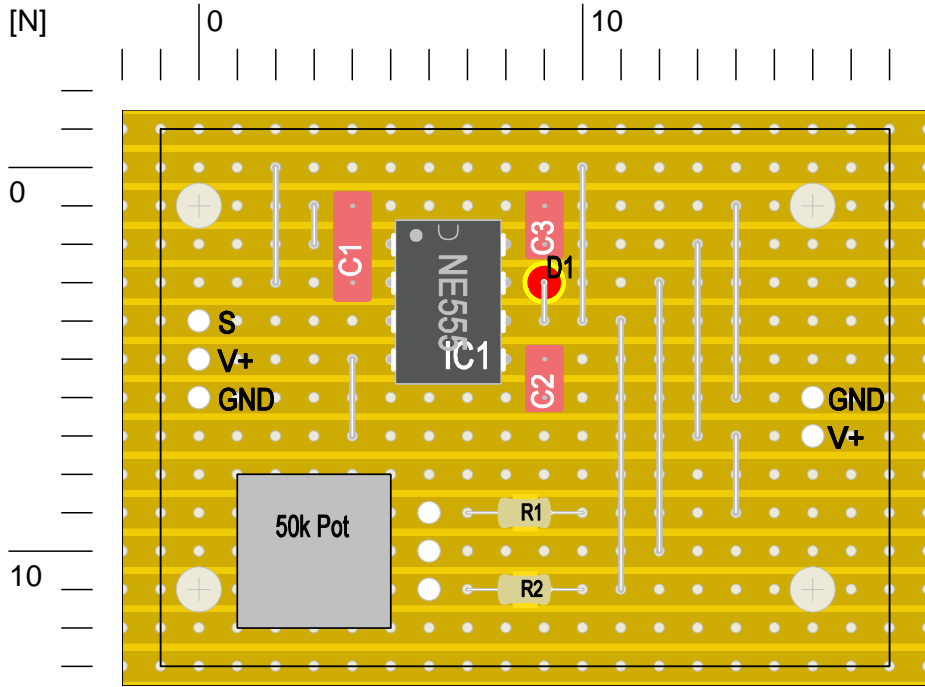 [N]
0
10
0
C1
NE555
IC1
C3
D1
S
V+
GND
C2
GND
V+
50k Pot
R1
R2
10